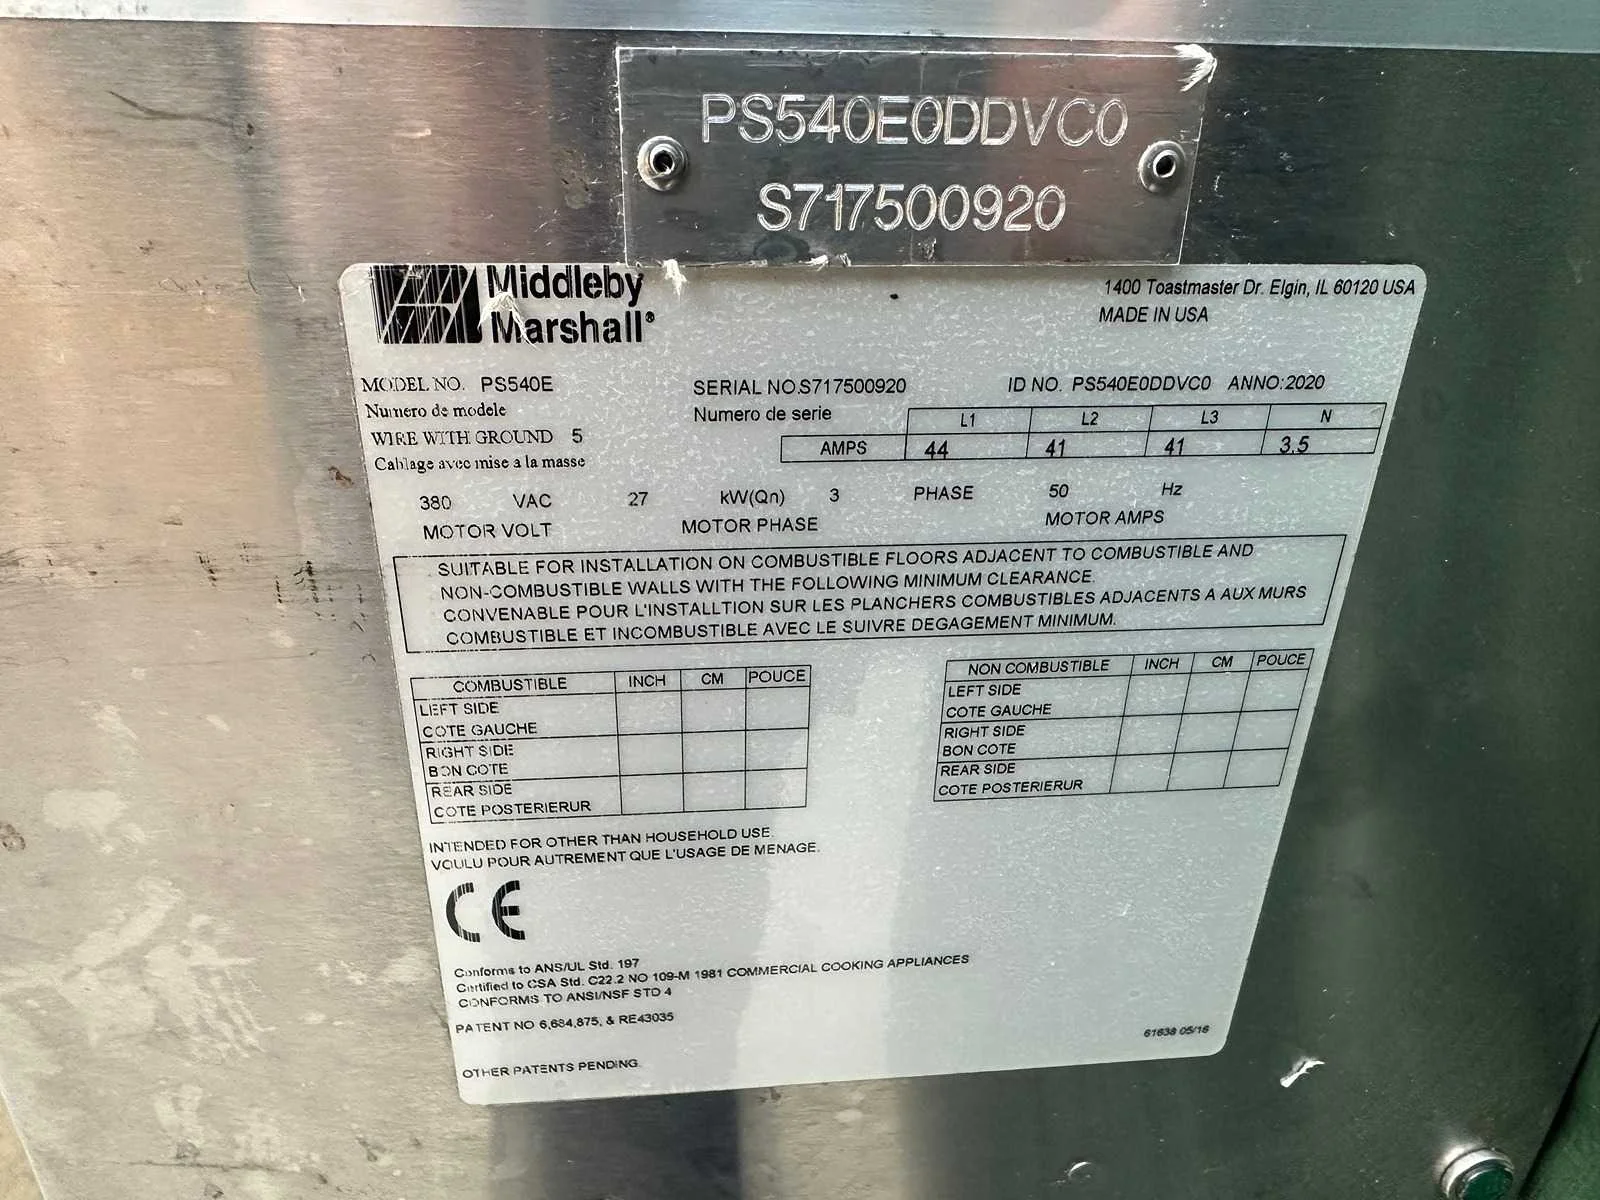 PS540E0DDVC0
S717500920
Middleby
Marshall®
1400 Toastmaster Dr. Elgin, IL 60120 USA
MADE IN USA
MODEL NO. PS540E SERIAL NO.S717500920 ID NO. PS540E0DDVC0 ANNO:2020
Numero de modele Numero de serie
L1 L2 L3 N
WIRE WITH GROUND 5 AMPS 44 41 41 3.5
Cablage avec mise a la masse
380 VAC 27 kW(Qn) 3 PHASE 50 Hz
MOTOR VOLT MOTOR PHASE MOTOR AMPS
SUITABLE FOR INSTALLATION ON COMBUSTIBLE FLOORS ADJACENT TO COMBUSTIBLE AND
NON-COMBUSTIBLE WALLS WITH THE FOLLOWING MINIMUM CLEARANCE.
CONVENABLE POUR L'INSTALLTION SUR LES PLANCHERS COMBUSTIBLES ADJACENTS A AUX MURS
COMBUSTIBLE ET INCOMBUSTIBLE AVEC LE SUIVRE DEGAGEMENT MINIMUM.
COMBUSTIBLE INCH CM POUCE
LEFT SIDE
COTE GAUCHE
RIGHT SIDE
BON COTE
REAR SIDE
COTE POSTERIERUR
NON COMBUSTIBLE INCH CM POUCE
LEFT SIDE
COTE GAUCHE
RIGHT SIDE
BON COTE
REAR SIDE
COTE POSTERIERUR
INTENDED FOR OTHER THAN HOUSEHOLD USE.
VOULU POUR AUTREMENT QUE L'USAGE DE MENAGE.
CE
Conforms to ANS/UL Std. 197
Certified to CSA Std. C22.2 NO 109-M 1981 COMMERCIAL COOKING APPLIANCES
CONFORMS TO ANSI/NSF STD 4
PATENT NO 6,684,875, & RE43035
61638 05/16
OTHER PATENTS PENDING.